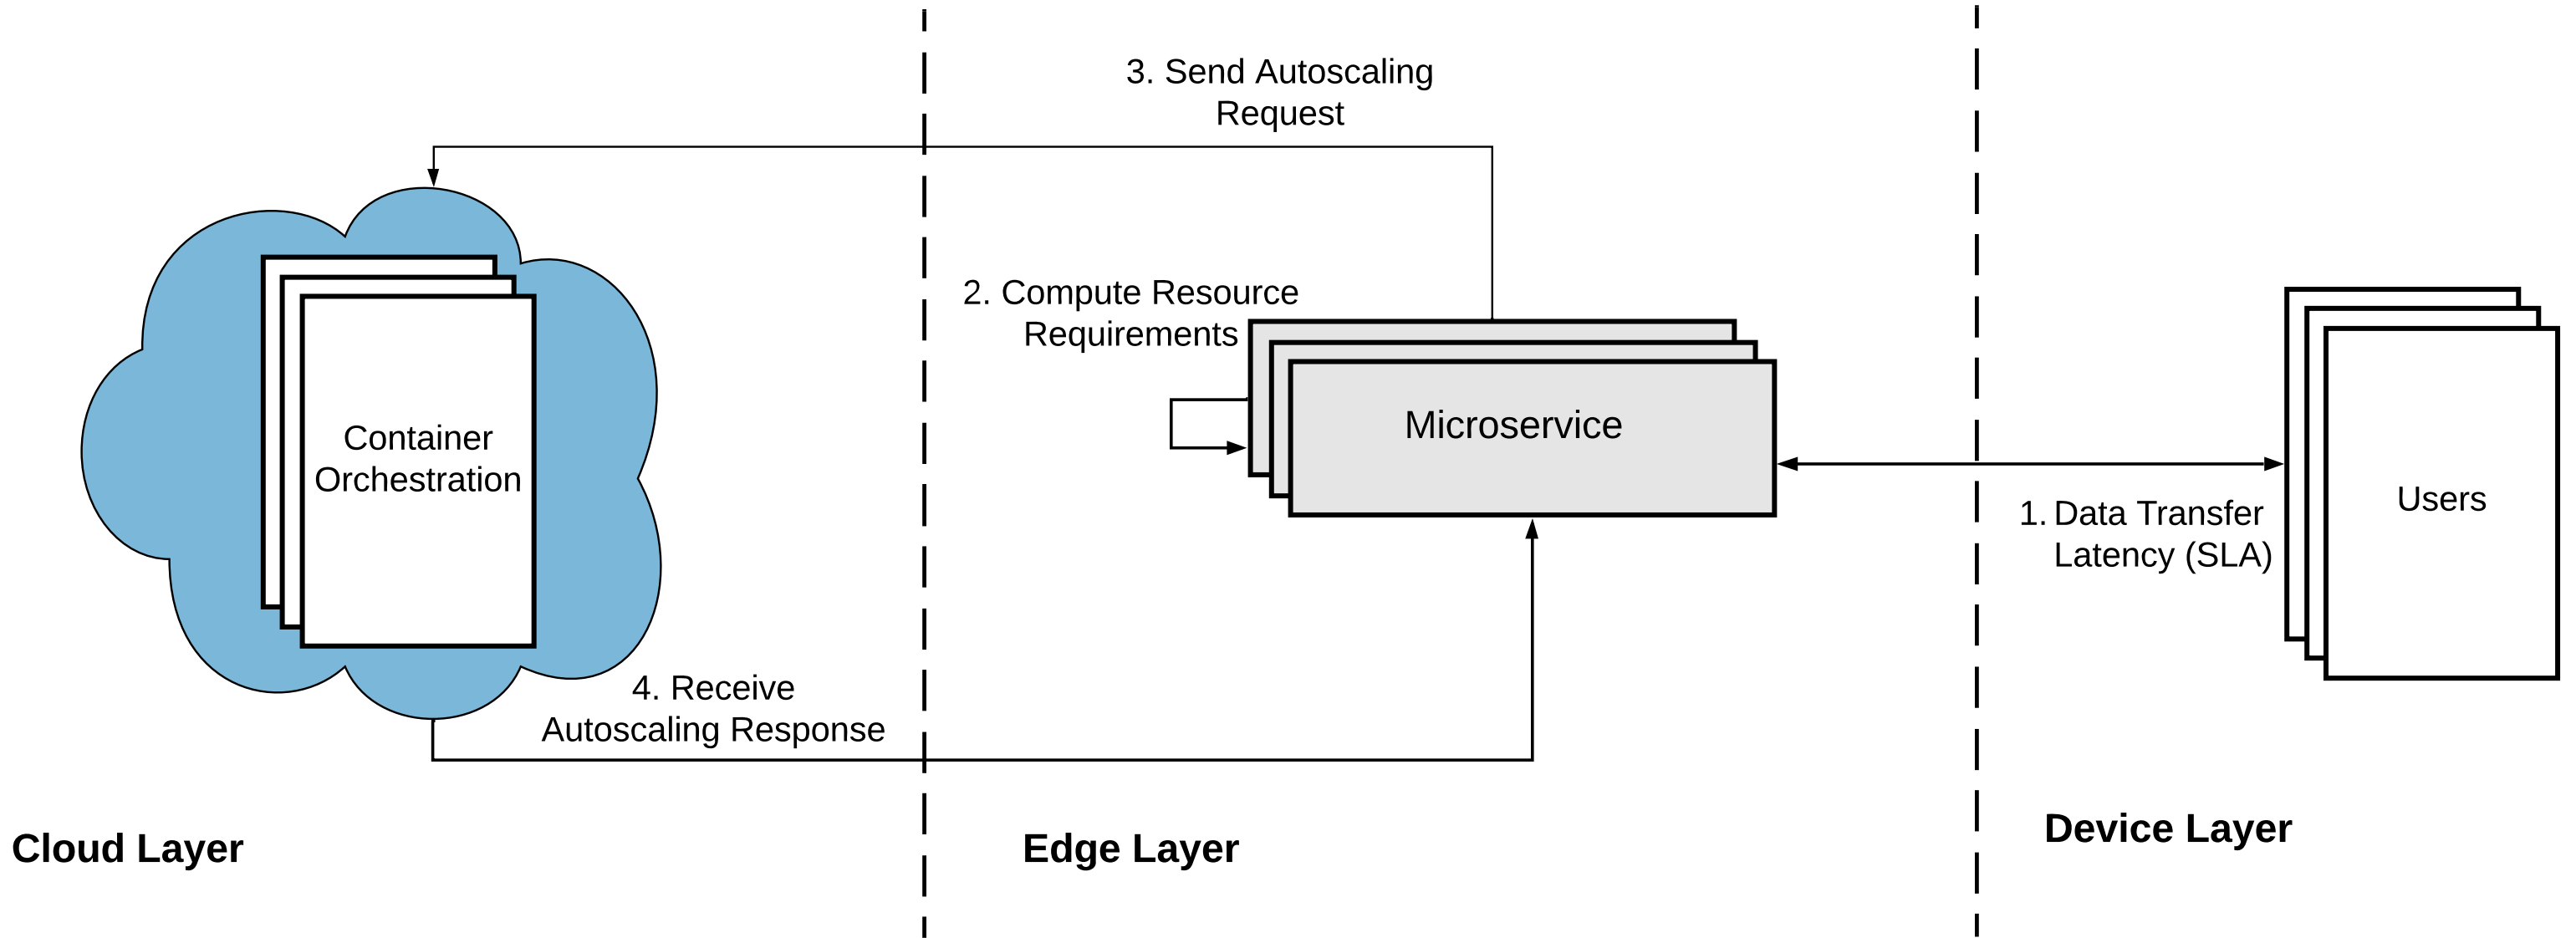 3. Send Autoscaling
Request
2. Compute Resource
Requirements
Container
Orchestration
Microservice
Users
1. Data Transfer
Latency (SLA)
4. Receive
Autoscaling Response
Cloud Layer
Edge Layer
Device Layer